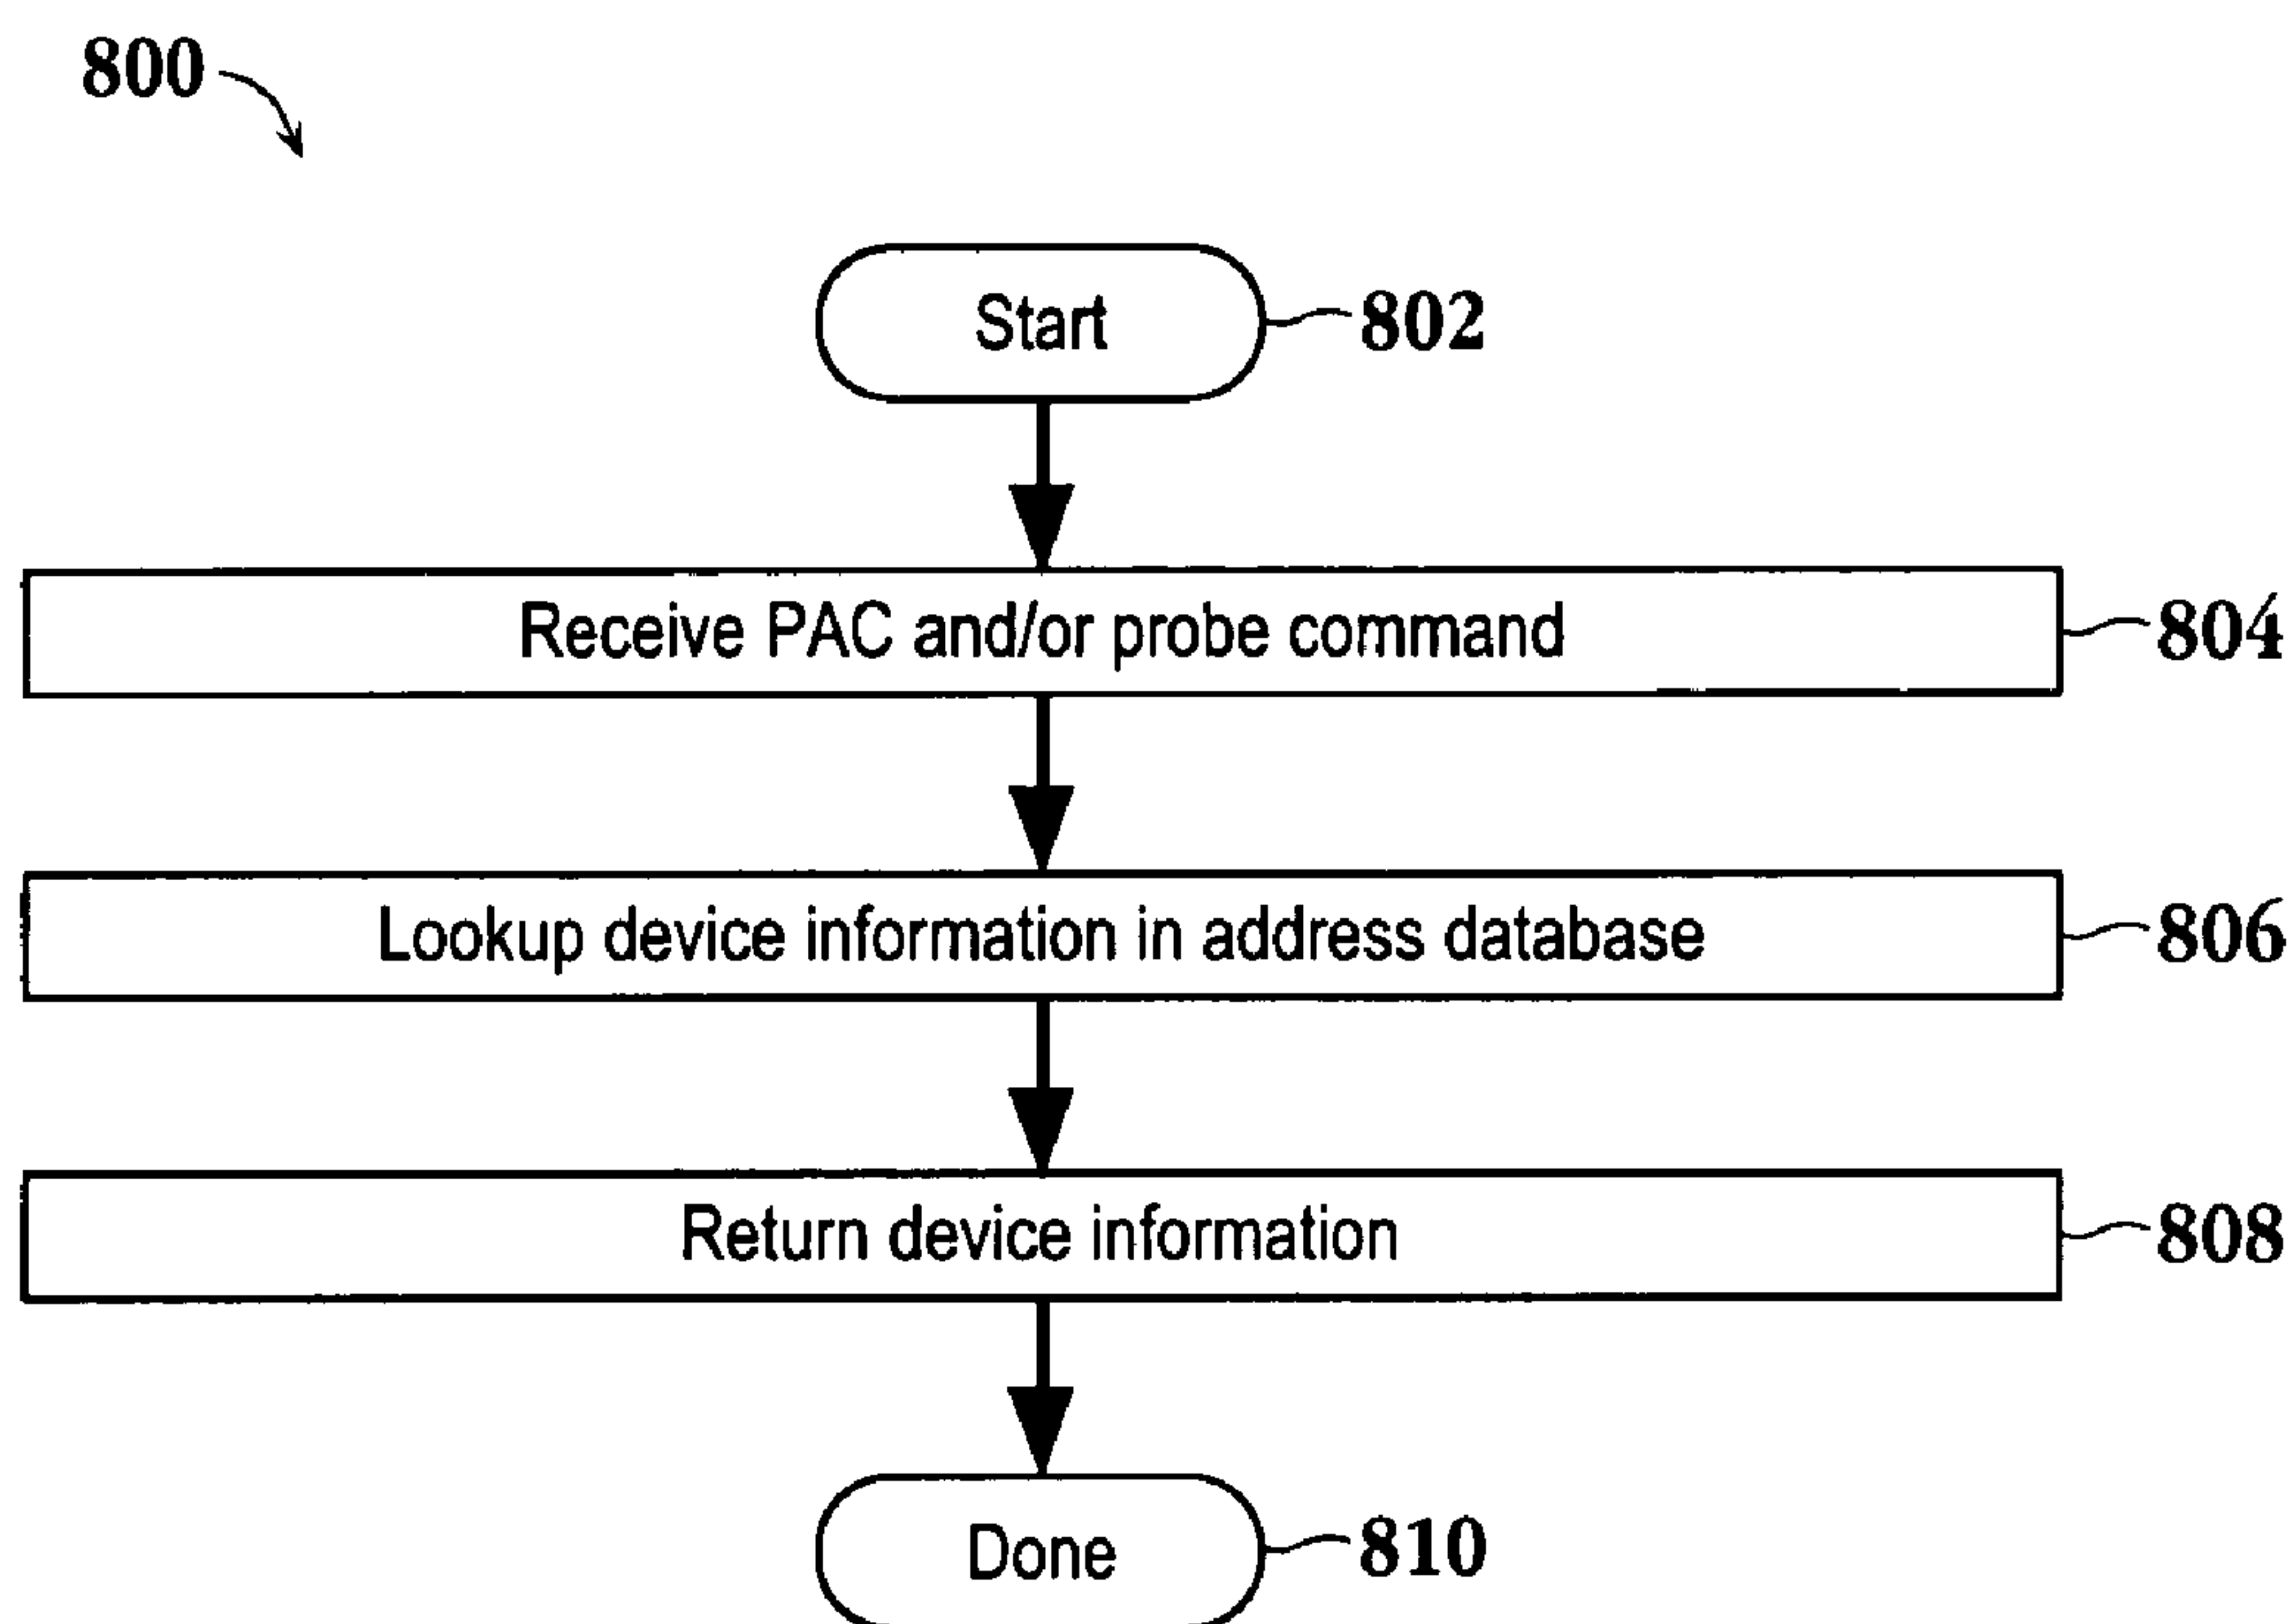 800
Start
802
Receive PAC and/or probe command
804
Lookup device information in address database
806
Return device information
808
Done
810